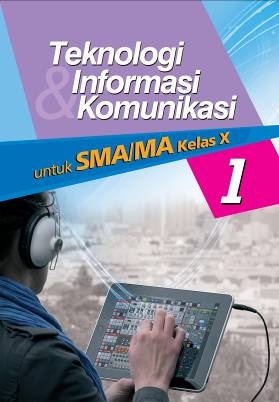 Teknologi
& Informasi
Komunikasi
untuk SMA/MA Kelas X
1